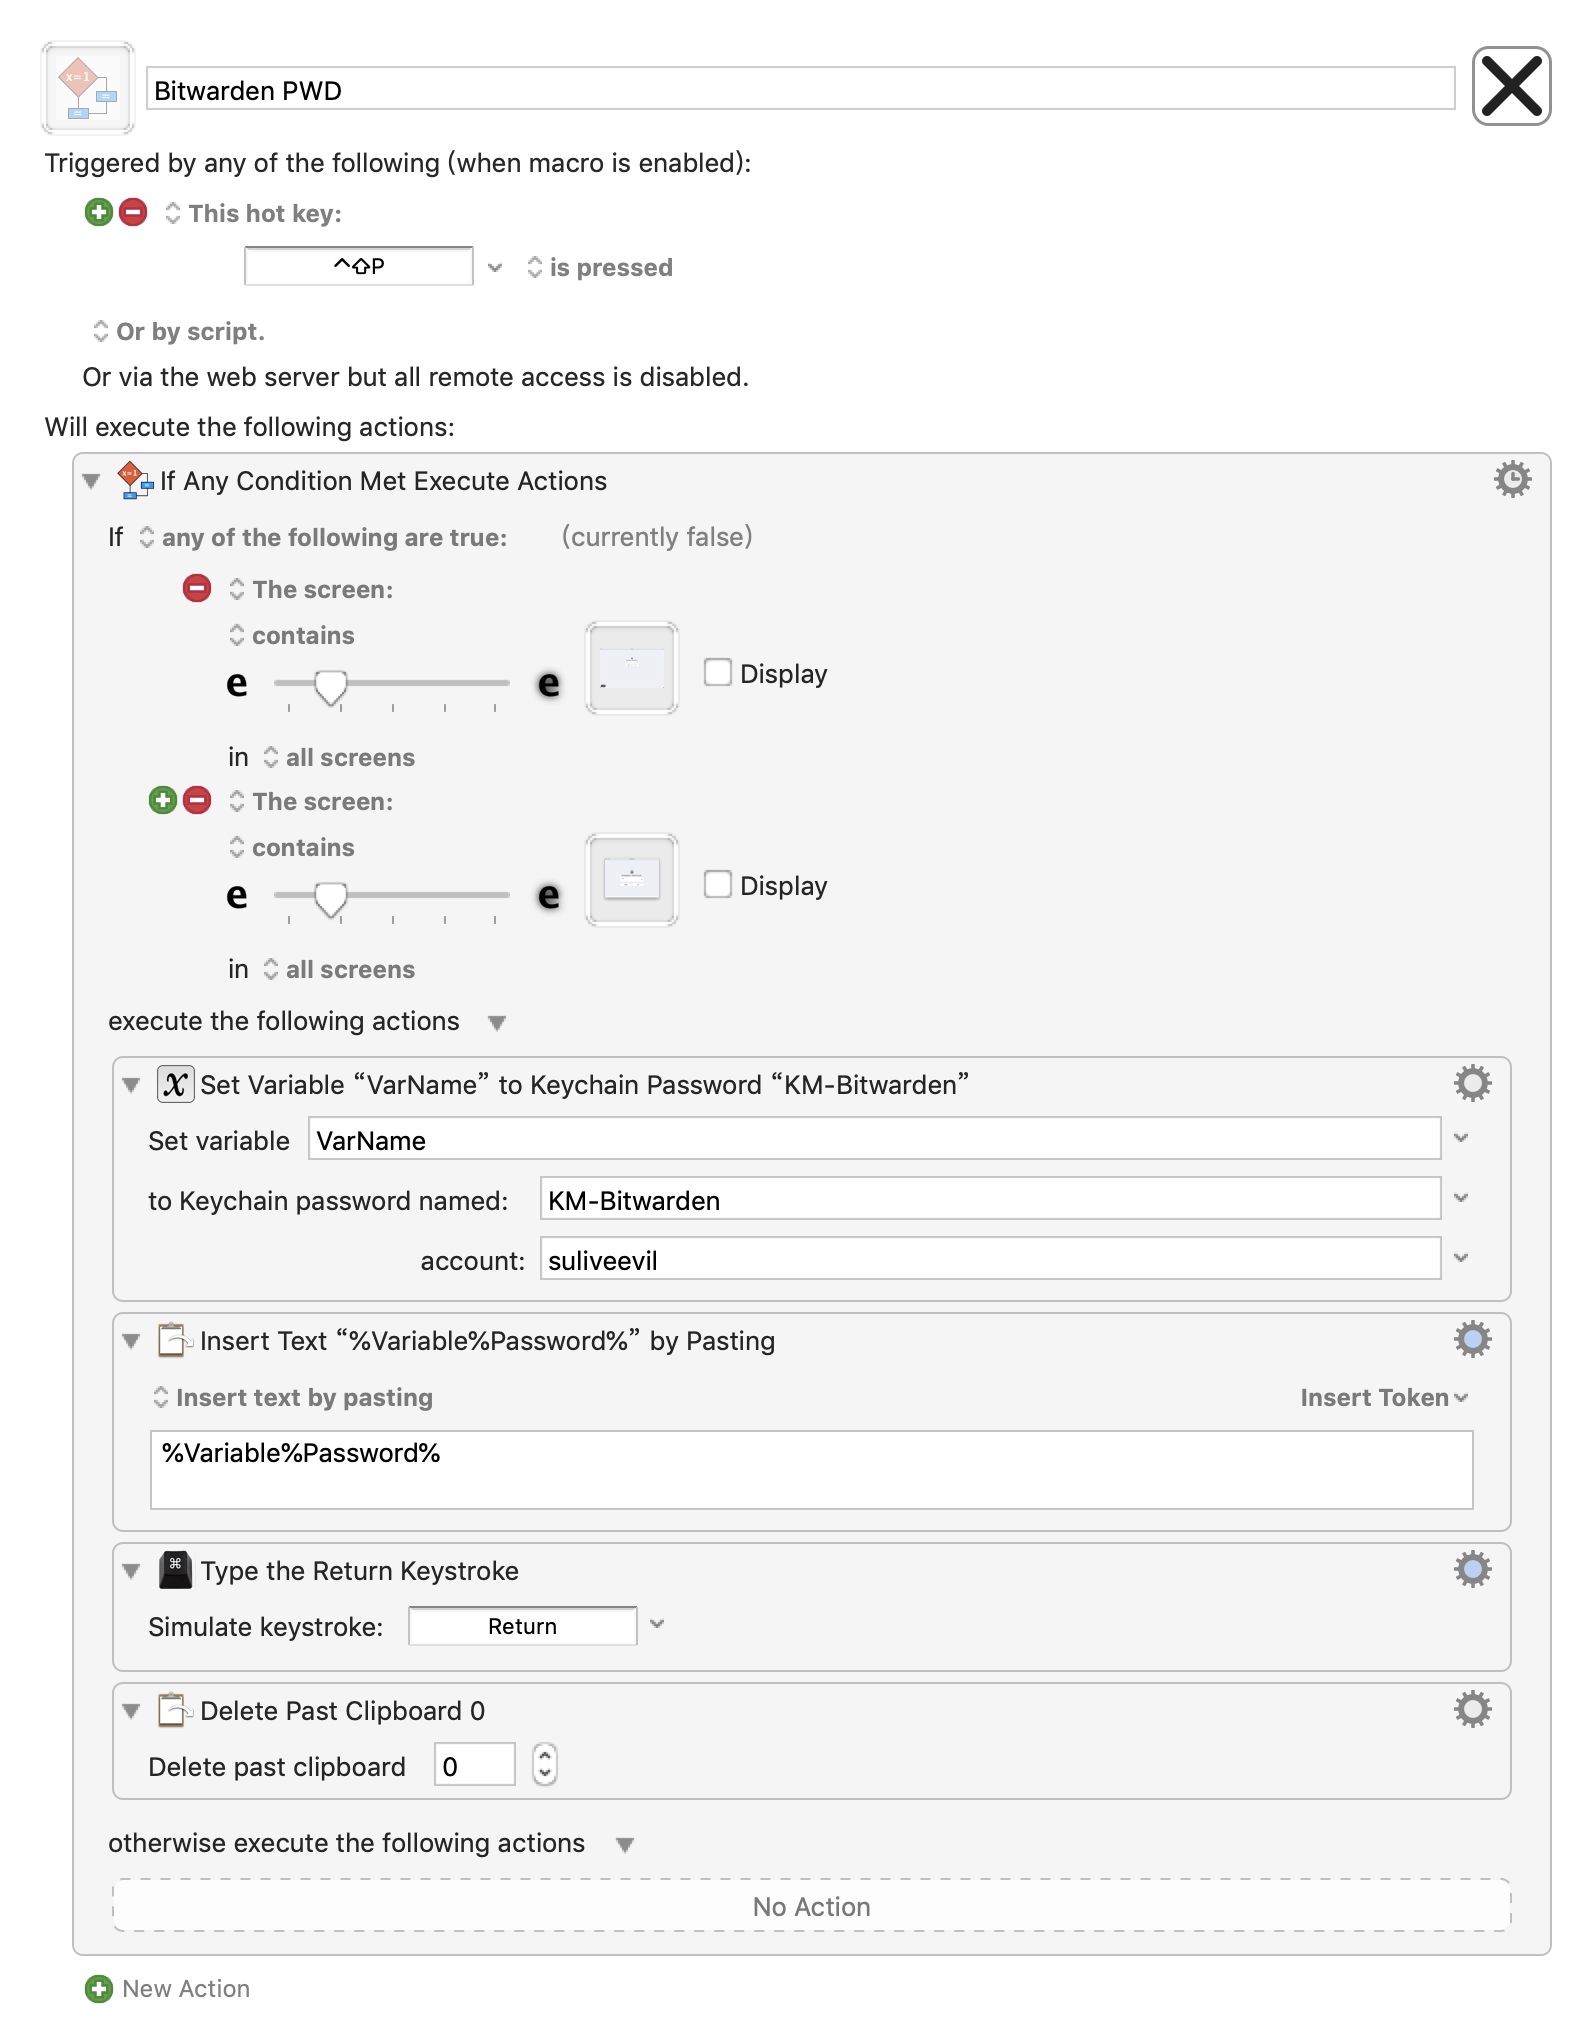 Bitwarden PWD
Triggered by any of the following (when macro is enabled):
This hot key:
^⇧P is pressed
Or by script.
Or via the web server but all remote access is disabled.
Will execute the following actions:
If Any Condition Met Execute Actions
If any of the following are true: (currently false)
The screen:
contains
e e Display
in all screens
The screen:
contains
e e Display
in all screens
execute the following actions
Set Variable “VarName” to Keychain Password “KM-Bitwarden”
Set variable VarName
to Keychain password named: KM-Bitwarden
account: suliveevil
Insert Text “%Variable%Password%” by Pasting
Insert text by pasting Insert Token
%Variable%Password%
Type the Return Keystroke
Simulate keystroke: Return
Delete Past Clipboard 0
Delete past clipboard 0
otherwise execute the following actions
No Action
New Action